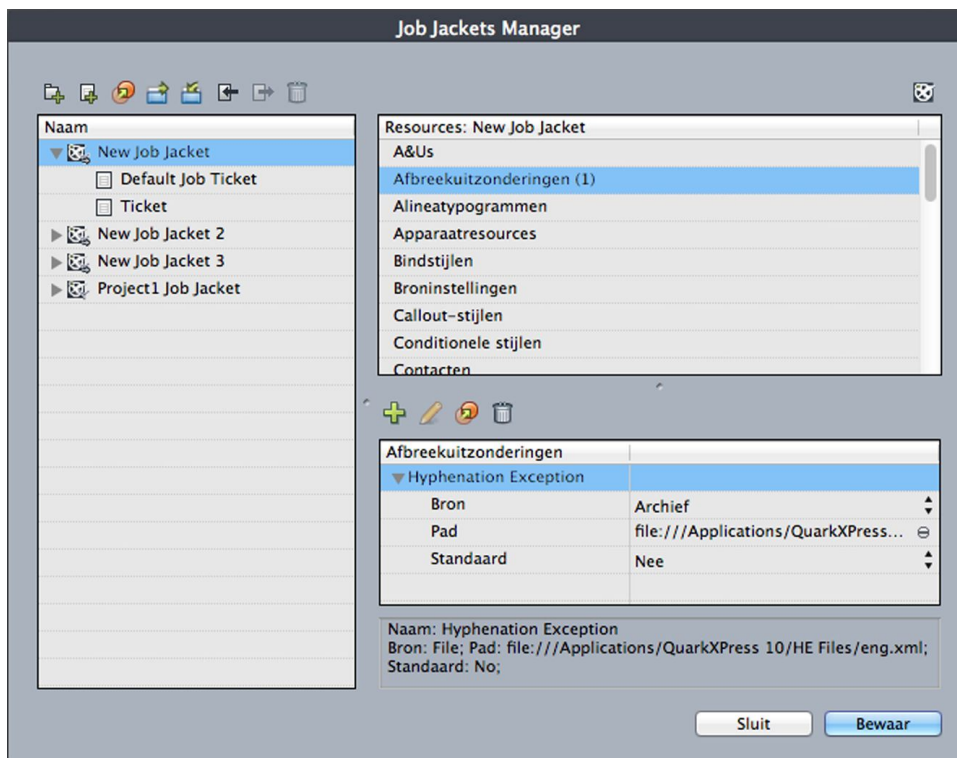 Job Jackets Manager
Naam
New Job Jacket
Default Job Ticket
Ticket
New Job Jacket 2
New Job Jacket 3
Project1 Job Jacket
Resources: New Job Jacket
A&Us
Afbreekuitzonderingen (1)
Alineatypogrammen
Apparaatresources
Bindstijlen
Broninstellingen
Callout-stijlen
Conditionele stijlen
Contacten
Afbreekuitzonderingen
Hyphenation Exception
Bron Archief
Pad file:///Applications/QuarkXPress...
Standaard Nee
Naam: Hyphenation Exception
Bron: File; Pad: file:///Applications/QuarkXPress 10/HE Files/eng.xml;
Standaard: No;
Sluit Bewaar